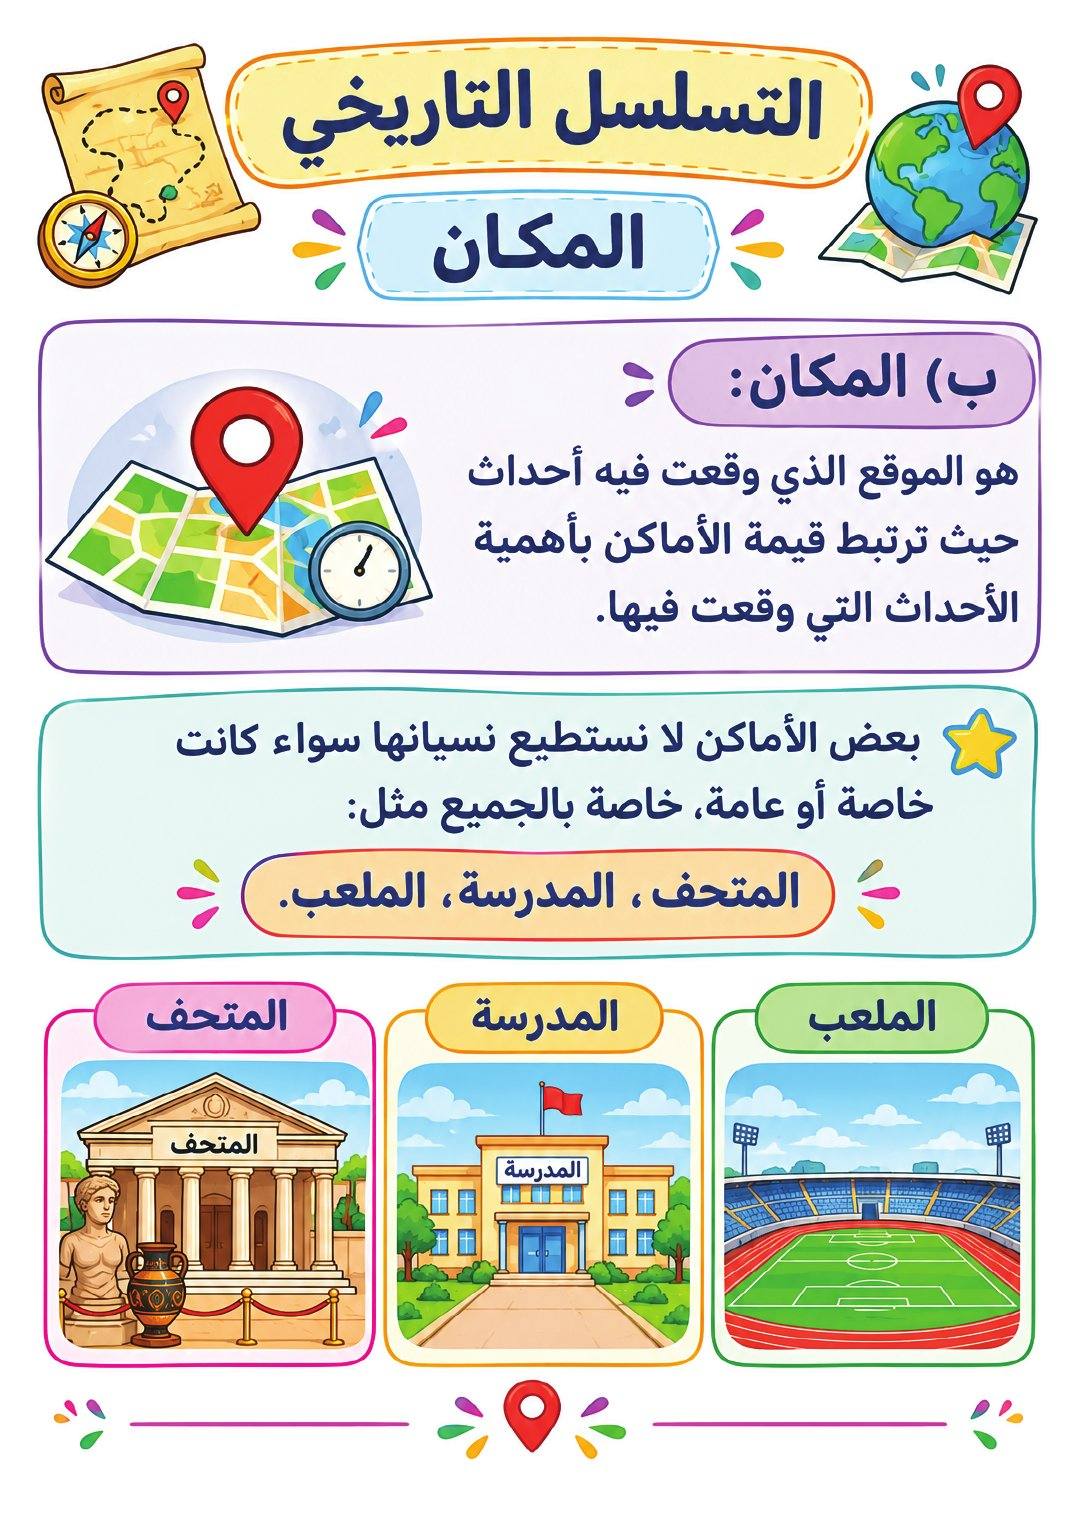 التسلسل التاريخي
المكان
ب) المكان:
هو الموقع الذي وقعت فيه أحداث
حيث ترتبط قيمة الأماكن بأهمية
الأحداث التي وقعت فيها.
بعض الأماكن لا نستطيع نسيانها سواء كانت
خاصة أو عامة، خاصة بالجميع مثل:
المتحف، المدرسة، الملعب.
الملعب
المدرسة
المتحف
المدرسة
المتحف